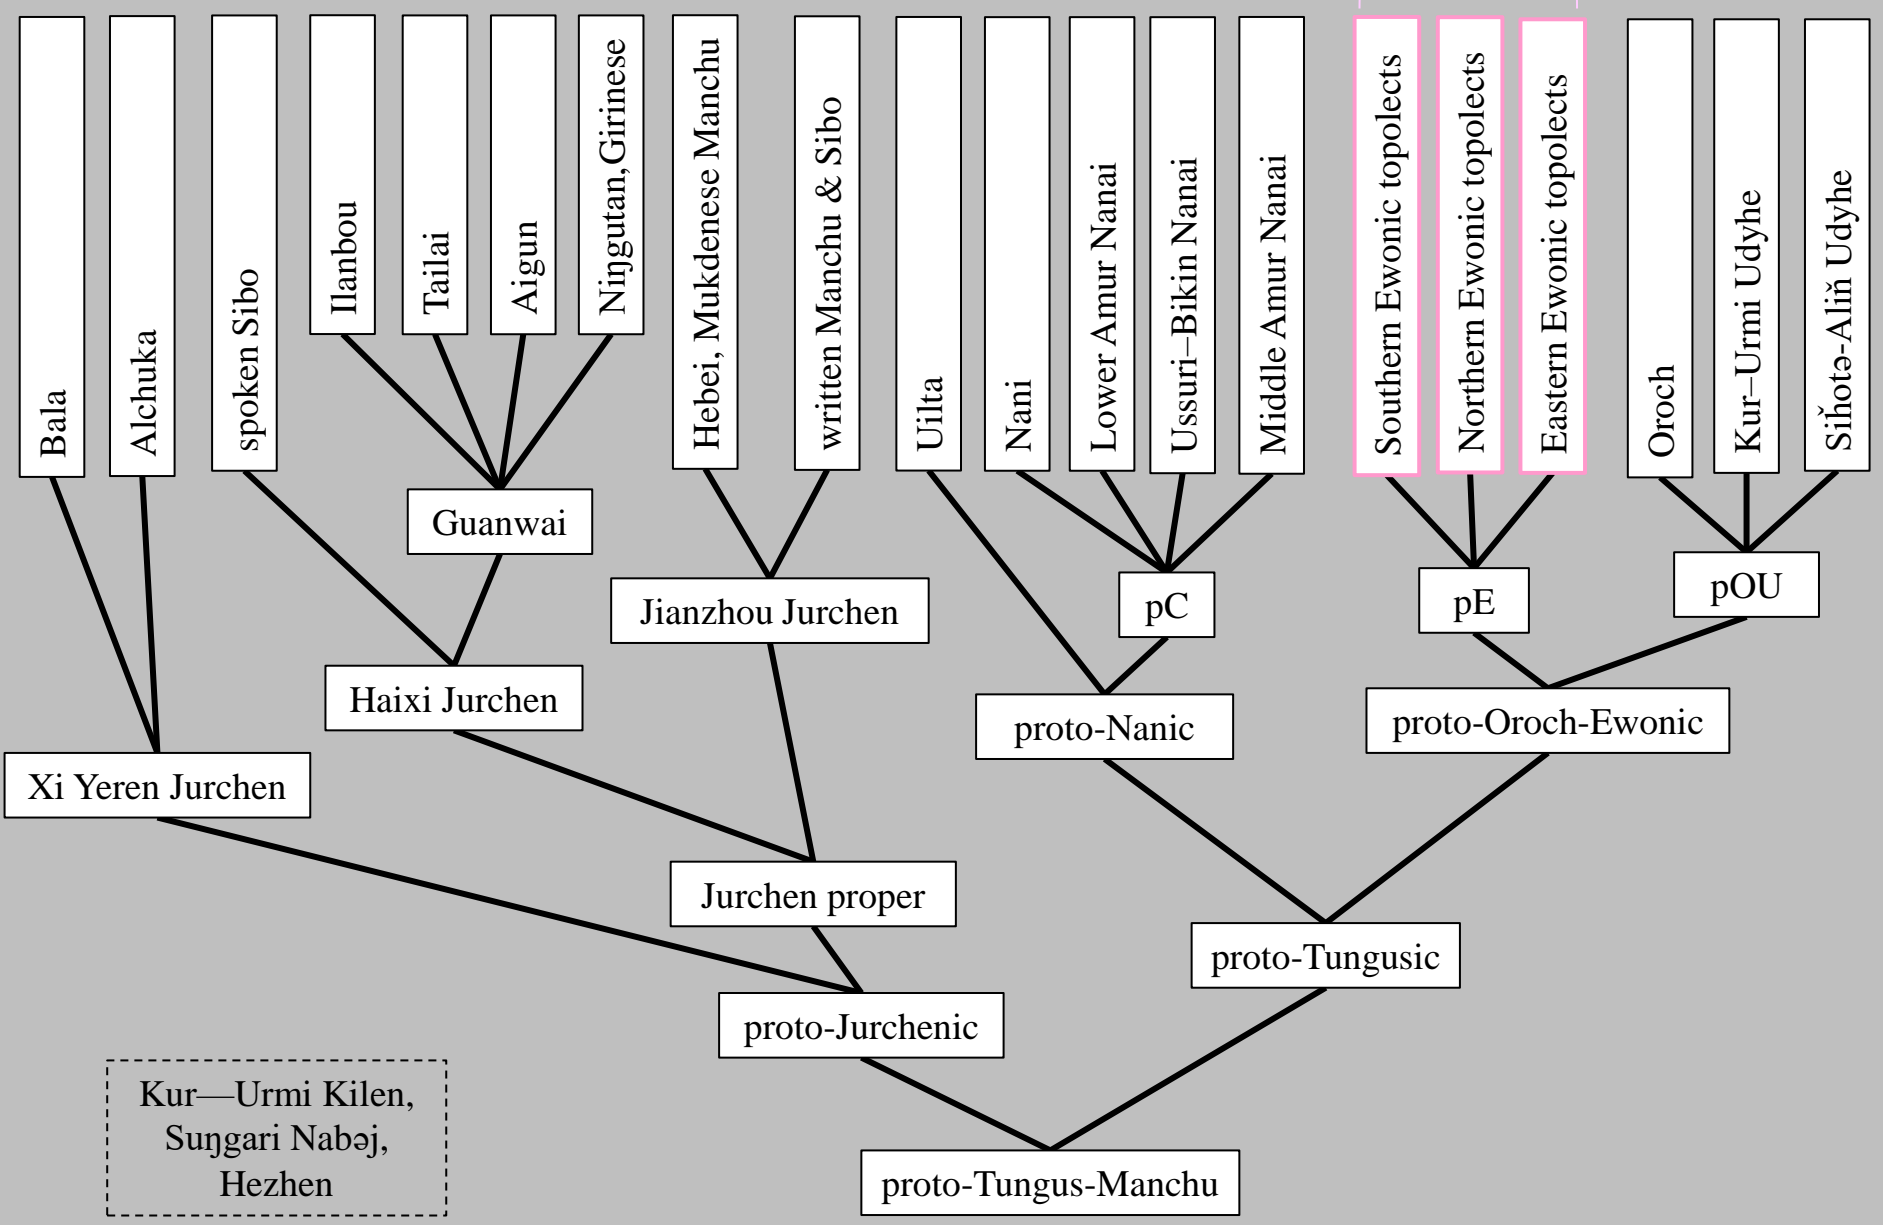 Bala
Alchuka
spoken Sibo
Ilanbou
Tailai
Aigun
Niŋgutan,Girinese
Hebei, Mukdenese Manchu
written Manchu & Sibo
Uilta
Nani
Lower Amur Nanai
Ussuri–Bikin Nanai
Middle Amur Nanai
Southern Ewonic topolects
Northern Ewonic topolects
Eastern Ewonic topolects
Oroch
Kur–Urmi Udyhe
Siȟotə-Aliň Udyhe
Guanwai
Jianzhou Jurchen
pC
pE
pOU
Haixi Jurchen
proto-Nanic
proto-Oroch-Ewonic
Xi Yeren Jurchen
Jurchen proper
proto-Tungusic
proto-Jurchenic
Kur—Urmi Kilen,
Suŋgari Nabəj,
Hezhen
proto-Tungus-Manchu